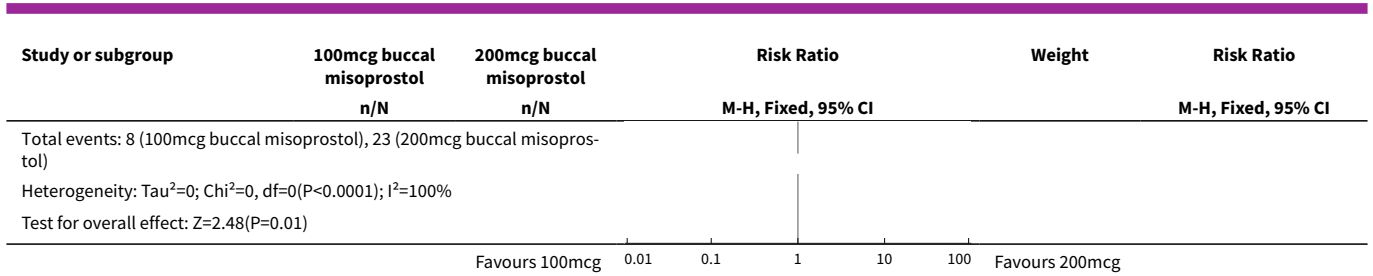 Study or subgroup 100mcg buccal 200mcg buccal Risk Ratio Weight Risk Ratio
misoprostol misoprostol
n/N n/N M-H, Fixed, 95% CI M-H, Fixed, 95% CI
Total events: 8 (100mcg buccal misoprostol), 23 (200mcg buccal misopros-
tol)
Heterogeneity: Tau²=0; Chi²=0, df=0(P<0.0001); I²=100%
Test for overall effect: Z=2.48(P=0.01)
Favours 100mcg 0.01 0.1 1 10 100 Favours 200mcg